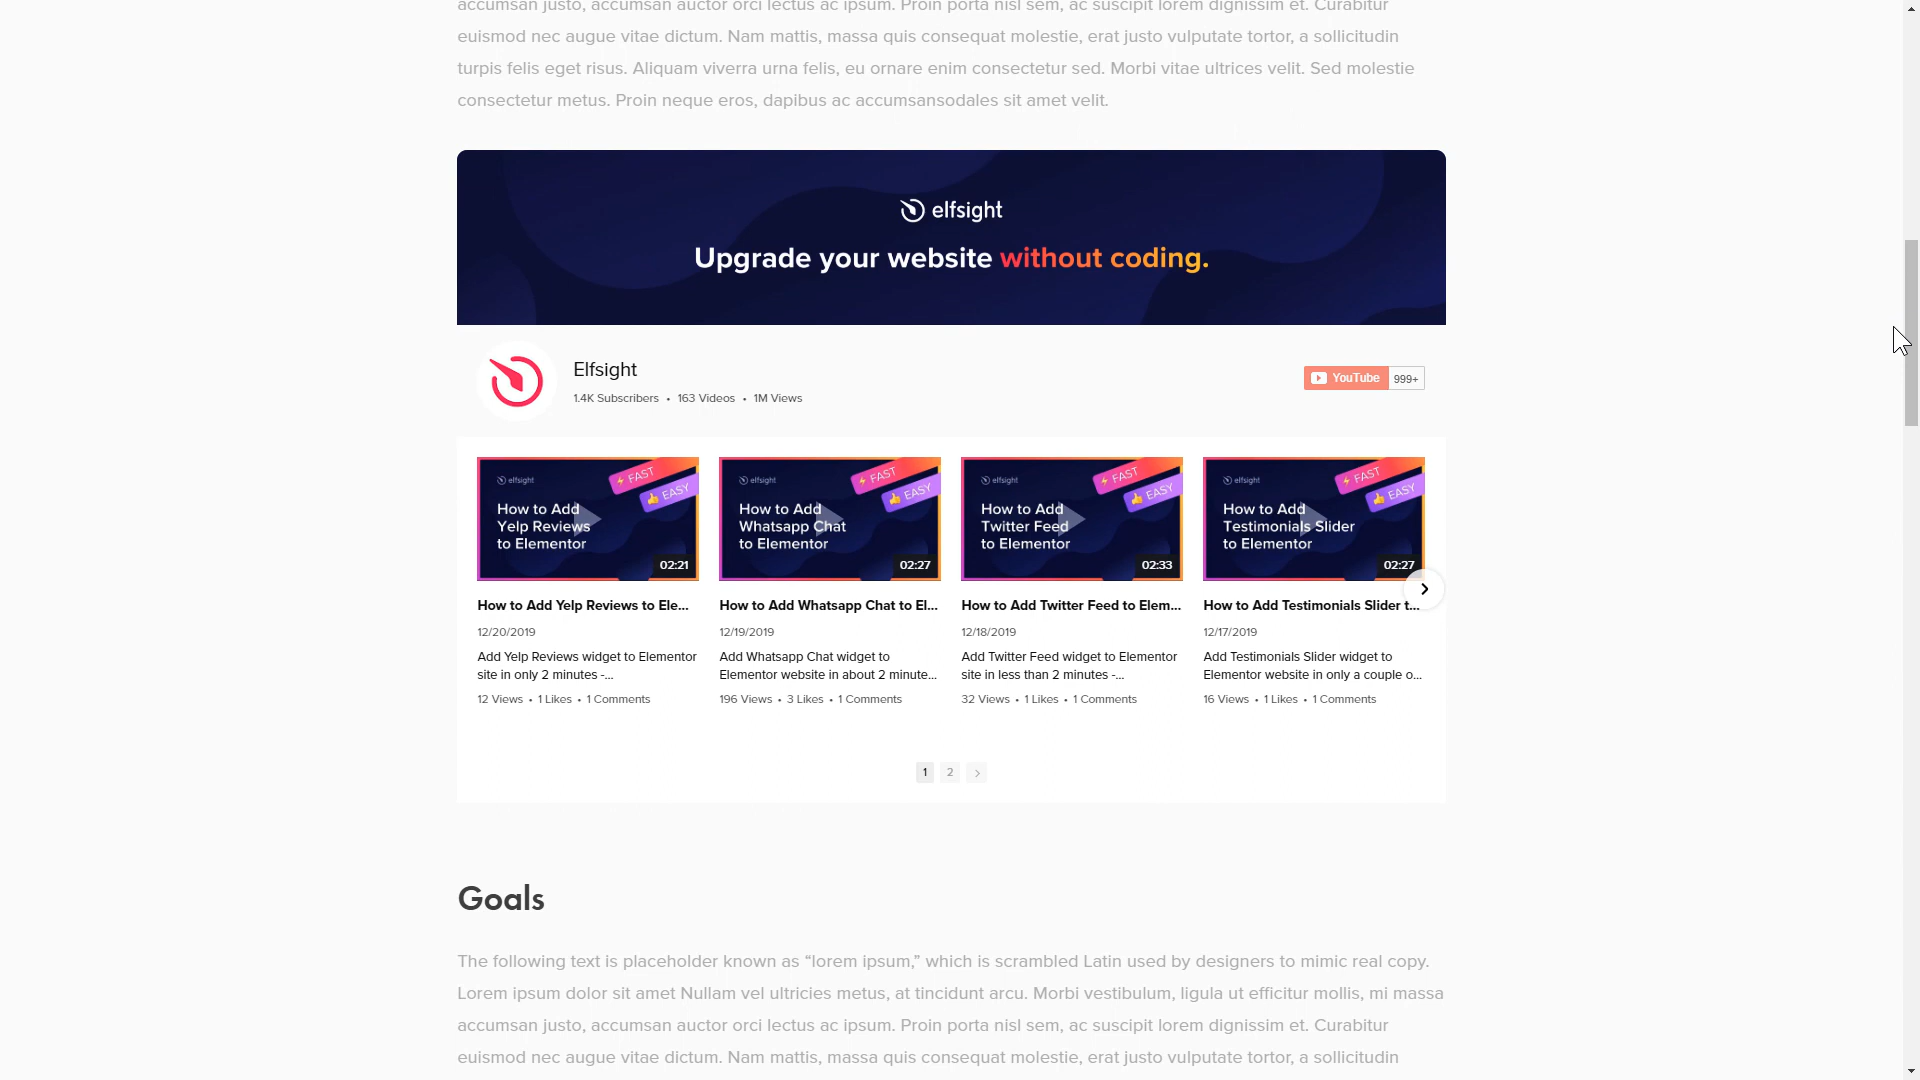 accumsan justo, accumsan auctor orci lectus ac ipsum. Proin porta nisl sem, ac suscipit lorem dignissim et. Curabitur
euismod nec augue vitae dictum. Nam mattis, massa quis consequat molestie, erat justo vulputate tortor, a sollicitudin
turpis felis eget risus. Aliquam viverra urna felis, eu ornare enim consectetur sed. Morbi vitae ultrices velit. Sed molestie
consectetur metus. Proin neque eros, dapibus ac accumsansodales sit amet velit.
elfsight
Upgrade your website without coding.
Elfsight
1.4K Subscribers • 163 Videos • 1M Views
YouTube 999+
elfsight
FAST
EASY
How to Add
Yelp Reviews
to Elementor
02:21
How to Add Yelp Reviews to Ele...
12/20/2019
Add Yelp Reviews widget to Elementor
site in only 2 minutes -...
12 Views • 1 Likes • 1 Comments
elfsight
FAST
EASY
How to Add
Whatsapp Chat
to Elementor
02:27
How to Add Whatsapp Chat to El...
12/19/2019
Add Whatsapp Chat widget to
Elementor website in about 2 minute...
196 Views • 3 Likes • 1 Comments
elfsight
FAST
EASY
How to Add
Twitter Feed
to Elementor
02:33
How to Add Twitter Feed to Elem...
12/18/2019
Add Twitter Feed widget to Elementor
site in less than 2 minutes -...
32 Views • 1 Likes • 1 Comments
elfsight
FAST
EASY
How to Add
Testimonials Slider
to Elementor
02:27
How to Add Testimonials Slider t...
12/17/2019
Add Testimonials Slider widget to
Elementor website in only a couple o...
16 Views • 1 Likes • 1 Comments
1 2
Goals
The following text is placeholder known as “lorem ipsum,” which is scrambled Latin used by designers to mimic real copy.
Lorem ipsum dolor sit amet Nullam vel ultricies metus, at tincidunt arcu. Morbi vestibulum, ligula ut efficitur mollis, mi massa
accumsan justo, accumsan auctor orci lectus ac ipsum. Proin porta nisl sem, ac suscipit lorem dignissim et. Curabitur
euismod nec augue vitae dictum. Nam mattis, massa quis consequat molestie, erat justo vulputate tortor, a sollicitudin